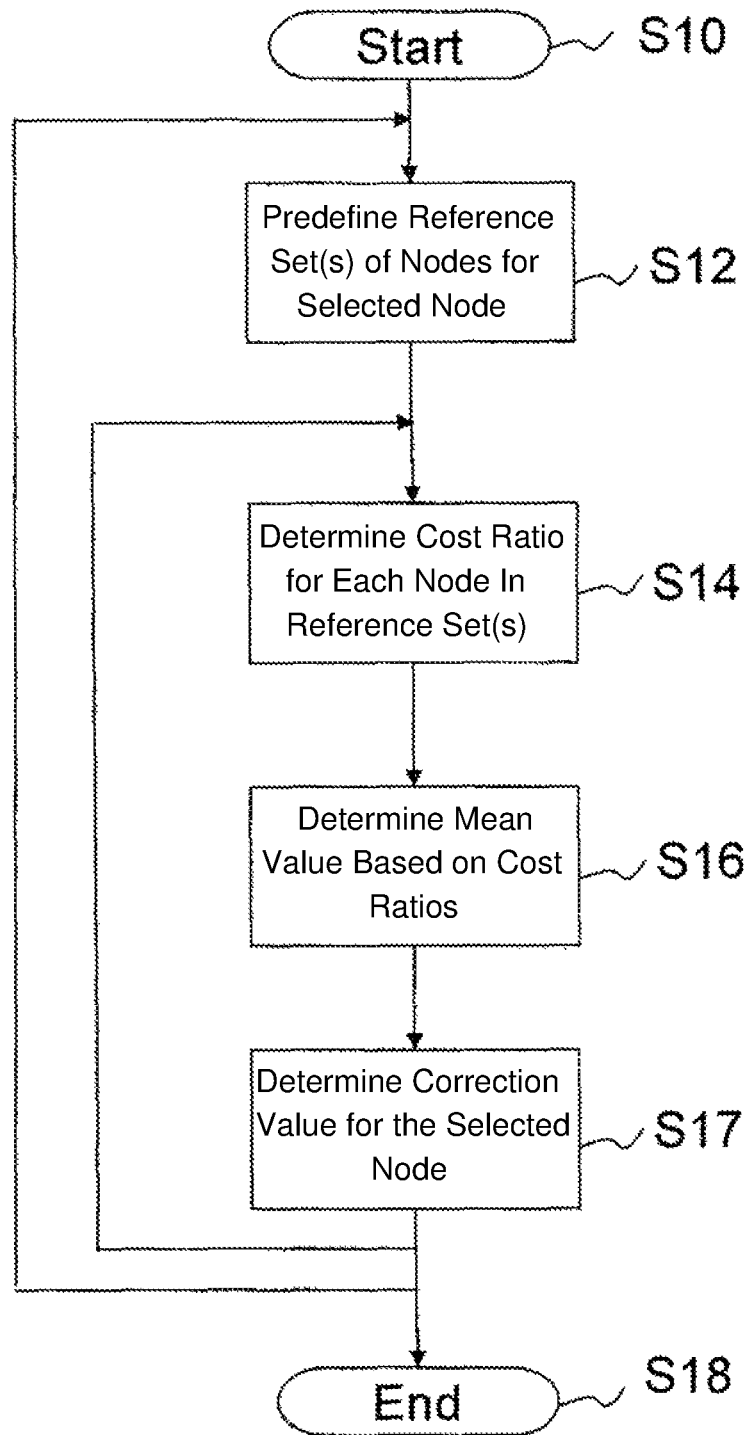 Start
S10
Predefine Reference
Set(s) of Nodes for
Selected Node
S12
Determine Cost Ratio
for Each Node In
Reference Set(s)
S14
Determine Mean
Value Based on Cost
Ratios
S16
Determine Correction
Value for the Selected
Node
S17
End
S18